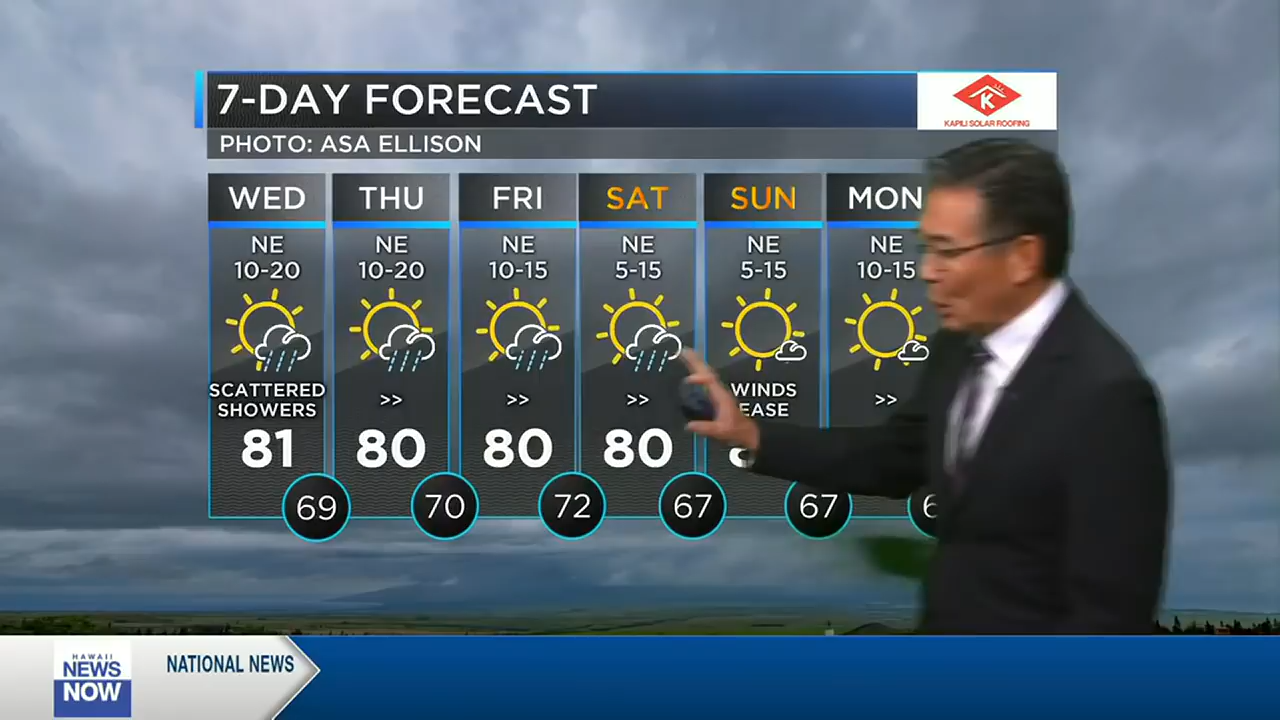 7-DAY FORECAST
KAPILI SOLAR ROOFING
PHOTO: ASA ELLISON
WED THU FRI SAT SUN MON
NE NE NE NE NE NE
10-20 10-20 10-15 5-15 5-15 10-15
SCATTERED >> >> >> WINDS >>
SHOWERS EASE
81 80 80 80
69 70 72 67 67
HAWAII
NEWS
NOW
NATIONAL NEWS